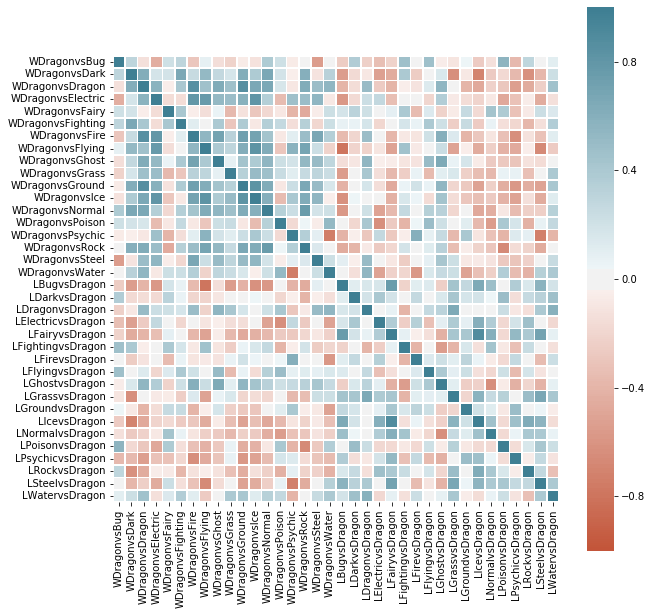 WDragonvsBug
WDragonvsDark
WDragonvsDragon
WDragonvsElectric
WDragonvsFairy
WDragonvsFighting
WDragonvsFire
WDragonvsFlying
WDragonvsGhost
WDragonvsGrass
WDragonvsGround
WDragonvsIce
WDragonvsNormal
WDragonvsPoison
WDragonvsPsychic
WDragonvsRock
WDragonvsSteel
WDragonvsWater
LBugvsDragon
LDarkvsDragon
LDragonvsDragon
LElectricvsDragon
LFairyvsDragon
LFightingvsDragon
LFirevsDragon
LFlyingvsDragon
LGhostvsDragon
LGrassvsDragon
LGroundvsDragon
LIcevsDragon
LNormalvsDragon
LPoisonvsDragon
LPsychicvsDragon
LRockvsDragon
LSteelvsDragon
LWatervsDragon
WDragonvsBug
WDragonvsDark
WDragonvsDragon
WDragonvsElectric
WDragonvsFairy
WDragonvsFighting
WDragonvsFire
WDragonvsFlying
WDragonvsGhost
WDragonvsGrass
WDragonvsGround
WDragonvsIce
WDragonvsNormal
WDragonvsPoison
WDragonvsPsychic
WDragonvsRock
WDragonvsSteel
WDragonvsWater
LBugvsDragon
LDarkvsDragon
LDragonvsDragon
LElectricvsDragon
LFairyvsDragon
LFightingvsDragon
LFirevsDragon
LFlyingvsDragon
LGhostvsDragon
LGrassvsDragon
LGroundvsDragon
LIcevsDragon
LNormalvsDragon
LPoisonvsDragon
LPsychicvsDragon
LRockvsDragon
LSteelvsDragon
LWatervsDragon
0.8
0.4
0.0
−0.4
−0.8